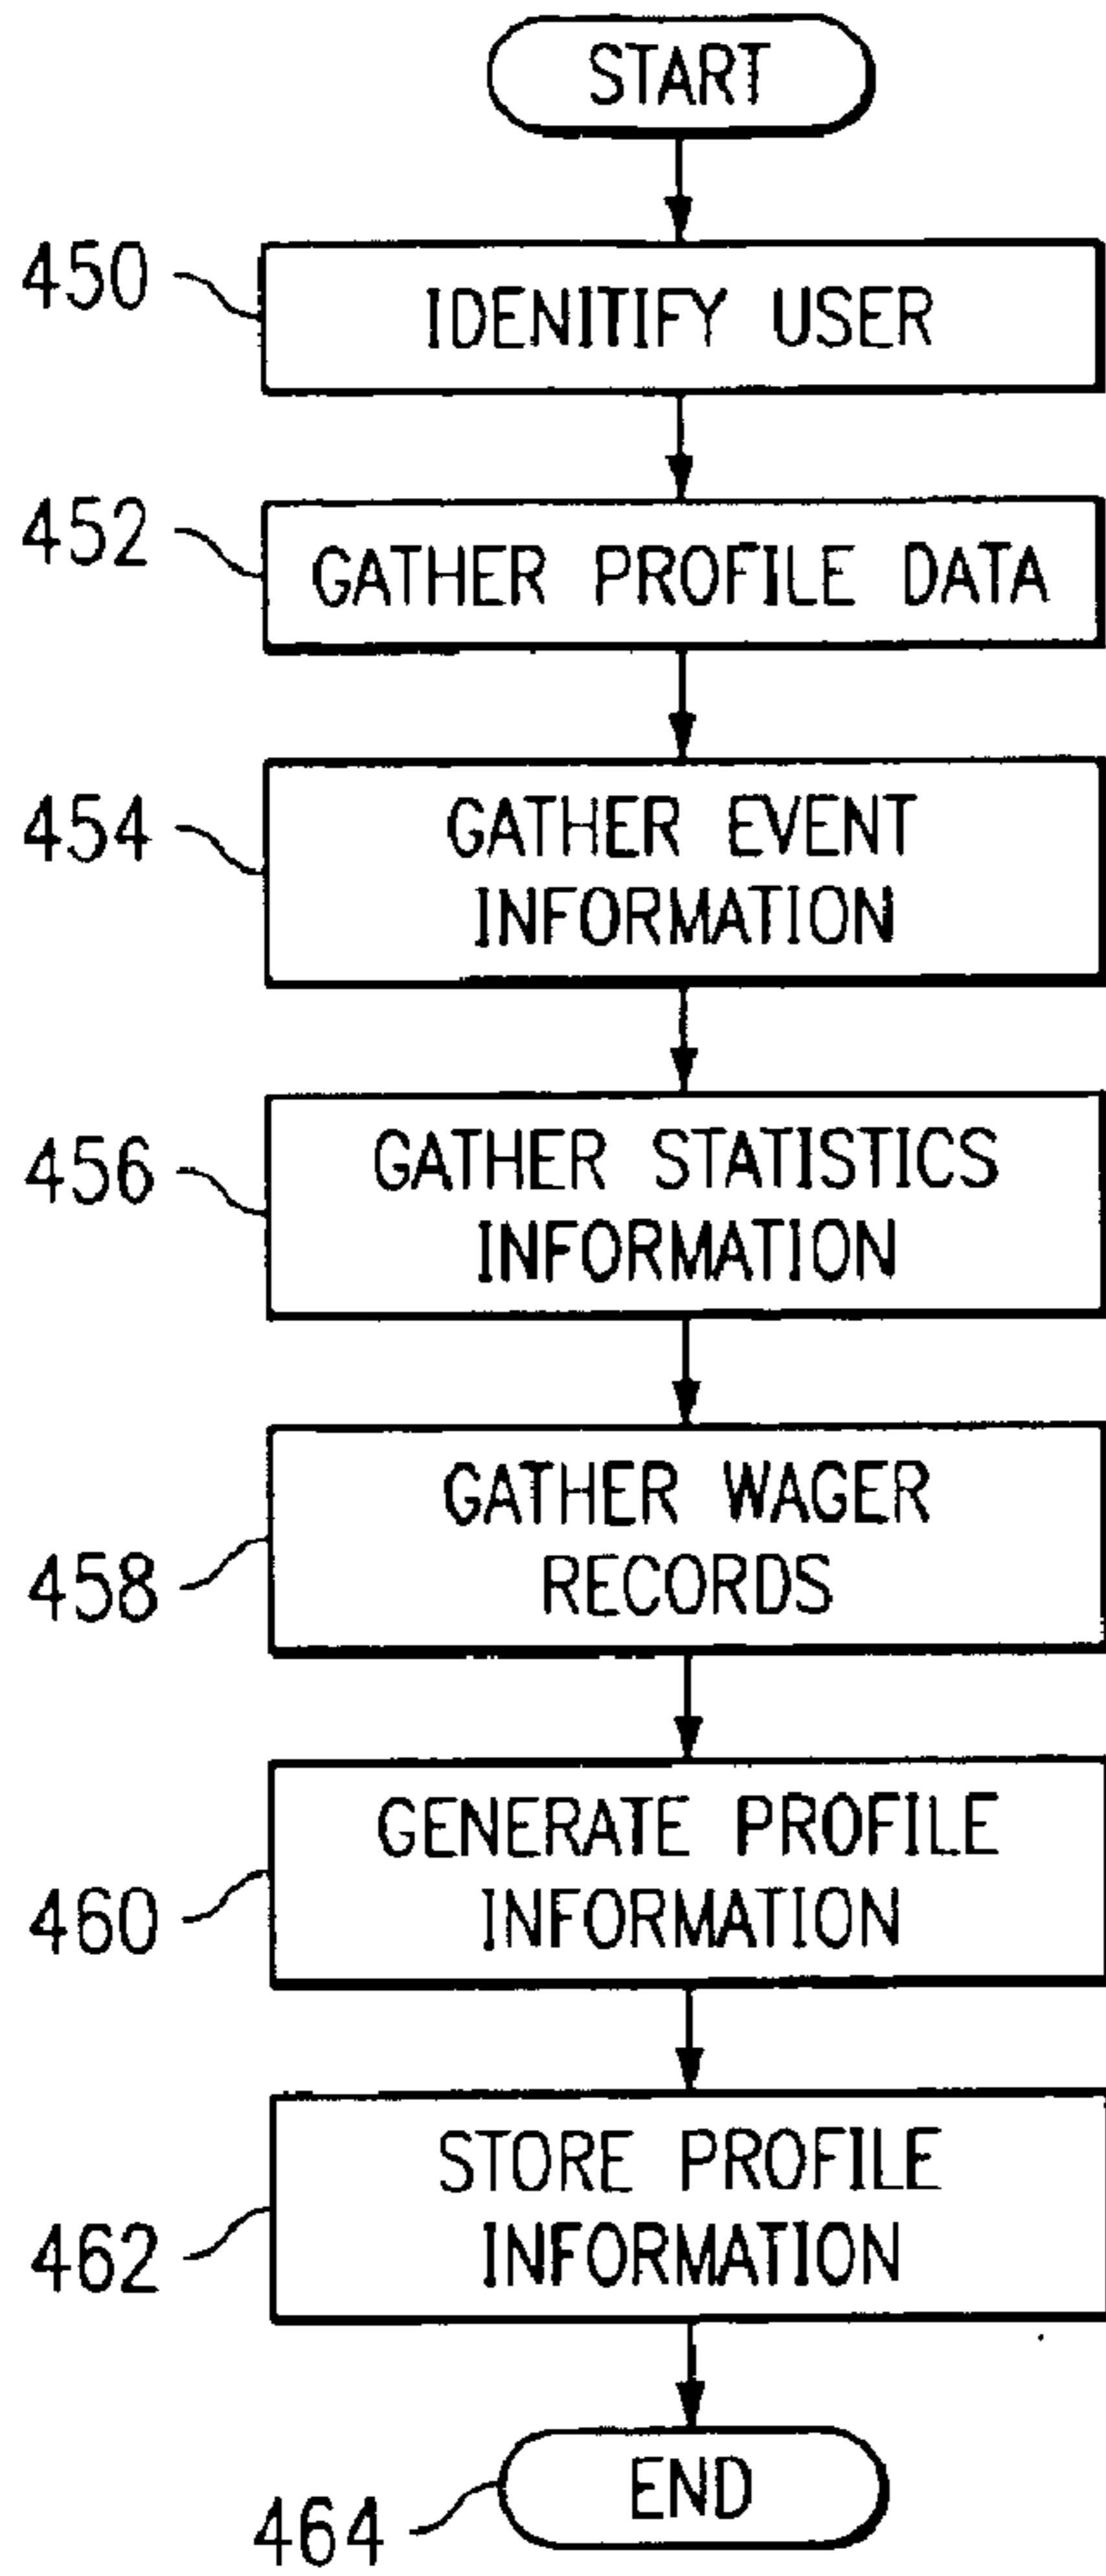 START
450
IDENITIFY USER
452
GATHER PROFILE DATA
454
GATHER EVENT
INFORMATION
456
GATHER STATISTICS
INFORMATION
458
GATHER WAGER
RECORDS
460
GENERATE PROFILE
INFORMATION
462
STORE PROFILE
INFORMATION
464
END